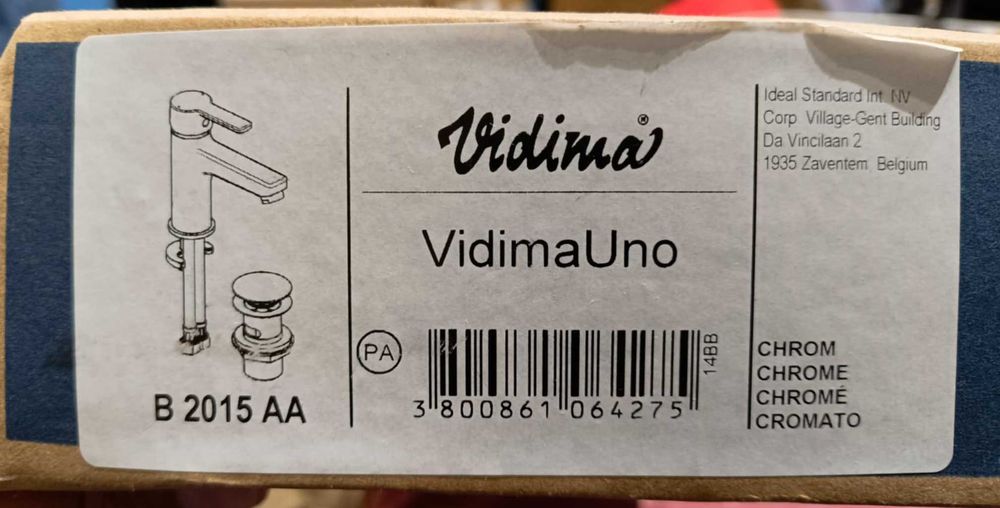 B 2015 AA
Vidima®
VidimaUno
PA
3 800861 064275
14BB
Ideal Standard Int. NV
Corp Village-Gent Building
Da Vincilaan 2
1935 Zaventem Belgium
CHROM
CHROME
CHROMÉ
CROMATO